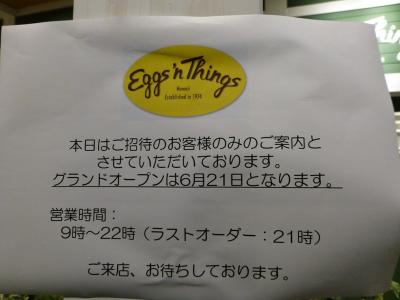 Eggs 'n Things
Hawaii
Established in 1974
本日はご招待のお客様のみのご案内と
させていただいております。
グランドオープンは6月21日となります。
営業時間：
9時～22時（ラストオーダー：21時）
ご来店、お待ちしております。